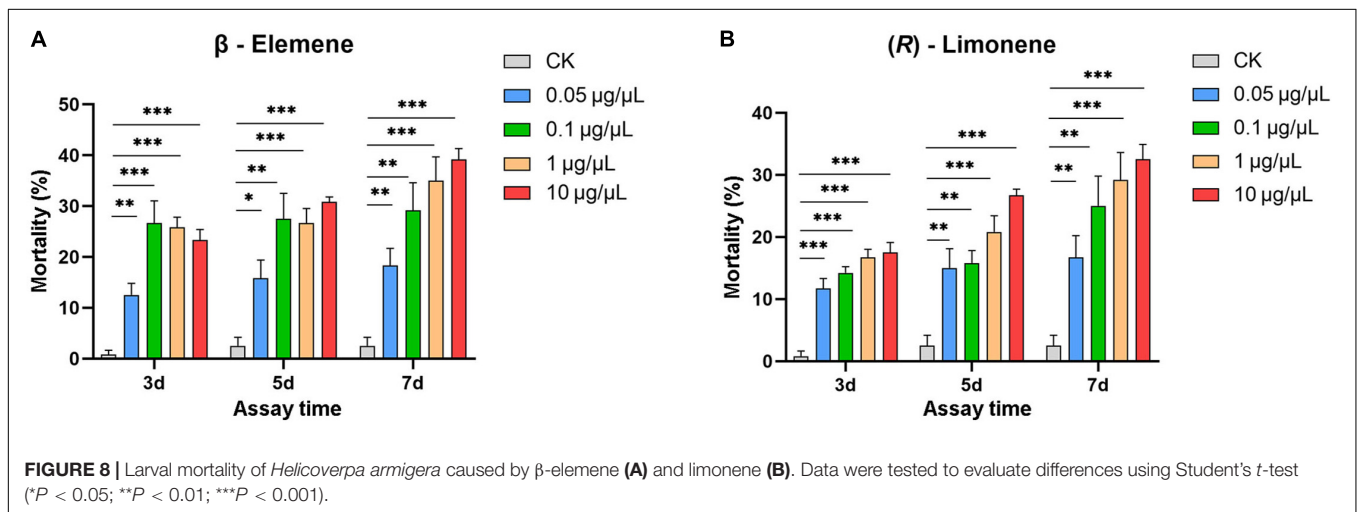 A
β - Elemene
CK
0.05 µg/µL
0.1 µg/µL
1 µg/µL
10 µg/µL
Mortality (%)
50
40
30
20
10
0
** *** *** ***
* ** *** ***
** ** *** ***
3d 5d 7d
Assay time
B
(R) - Limonene
CK
0.05 µg/µL
0.1 µg/µL
1 µg/µL
10 µg/µL
Mortality (%)
40
30
20
10
0
*** *** *** ***
** ** *** ***
** ** *** ***
3d 5d 7d
Assay time
FIGURE 8 | Larval mortality of Helicoverpa armigera caused by β-elemene (A) and limonene (B). Data were tested to evaluate differences using Student's t-test
(*P < 0.05; **P < 0.01; ***P < 0.001).